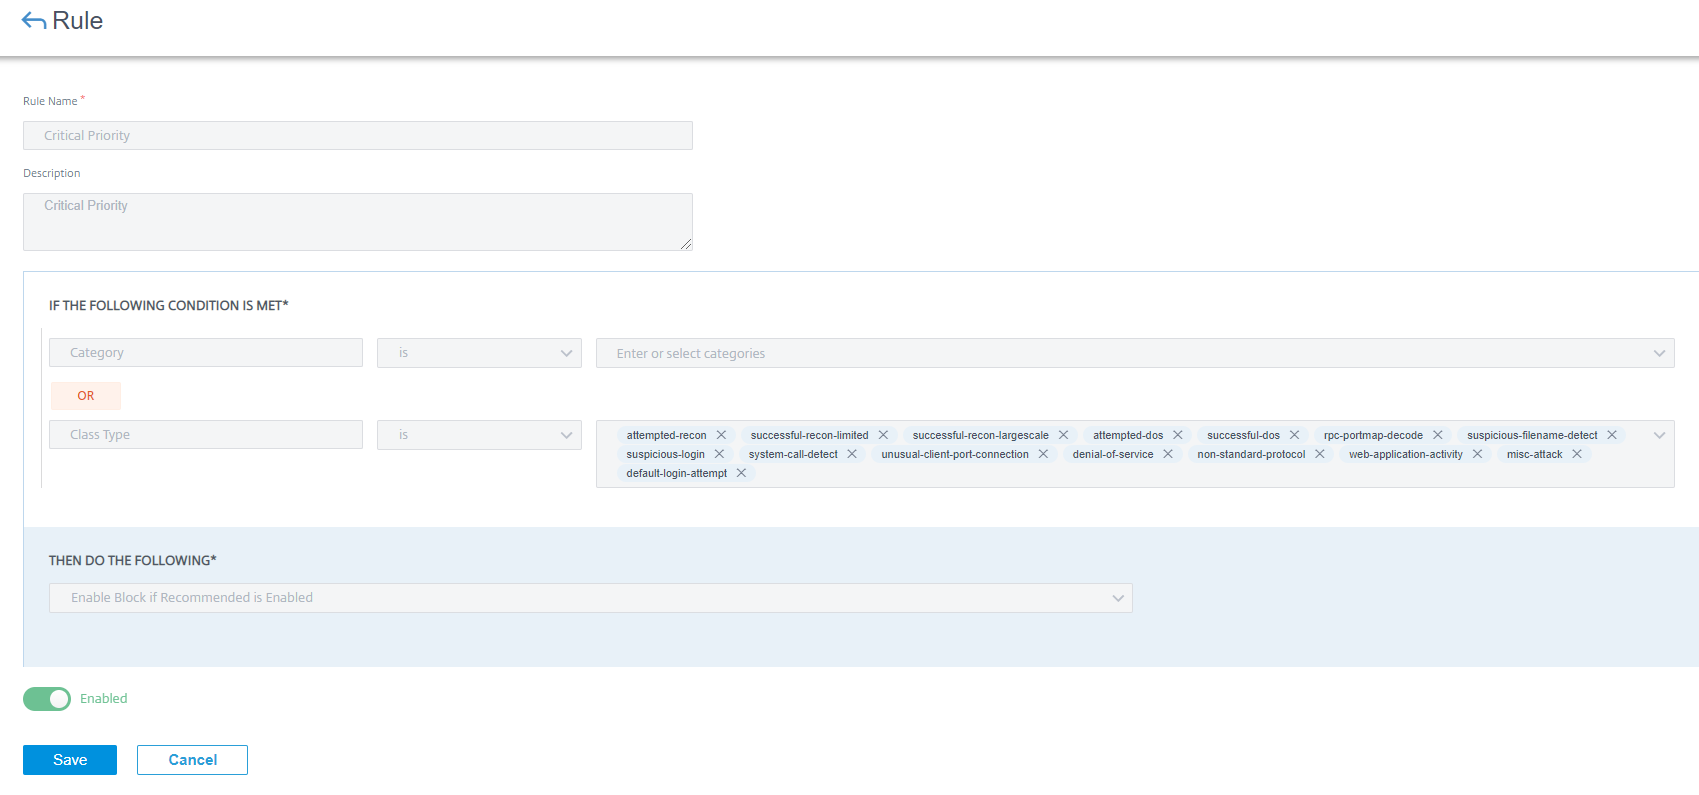 Rule
Rule Name *
Critical Priority
Description
Critical Priority
IF THE FOLLOWING CONDITION IS MET*
Category is Enter or select categories
OR
Class Type is attempted-recon successful-recon-limited successful-recon-largescale attempted-dos successful-dos rpc-portmap-decode suspicious-filename-detect
suspicious-login system-call-detect unusual-client-port-connection denial-of-service non-standard-protocol web-application-activity misc-attack
default-login-attempt
THEN DO THE FOLLOWING*
Enable Block if Recommended is Enabled
Enabled
Save Cancel